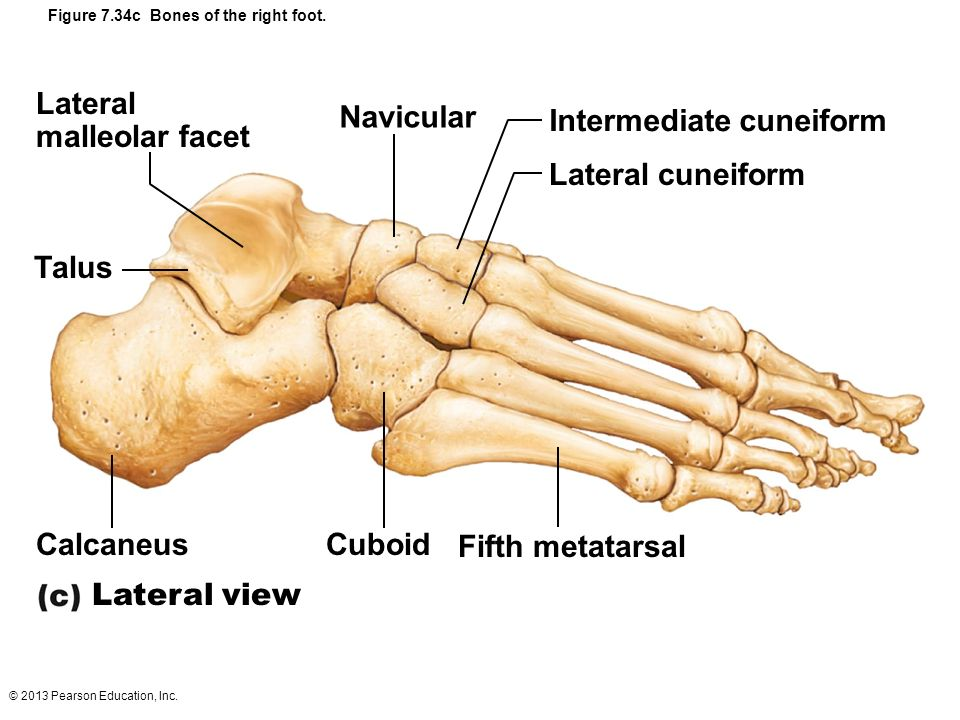 Figure 7.34c Bones of the right foot.
Lateral
malleolar facet
Navicular
Intermediate cuneiform
Lateral cuneiform
Talus
Calcaneus
Cuboid
Fifth metatarsal
(c) Lateral view
© 2013 Pearson Education, Inc.